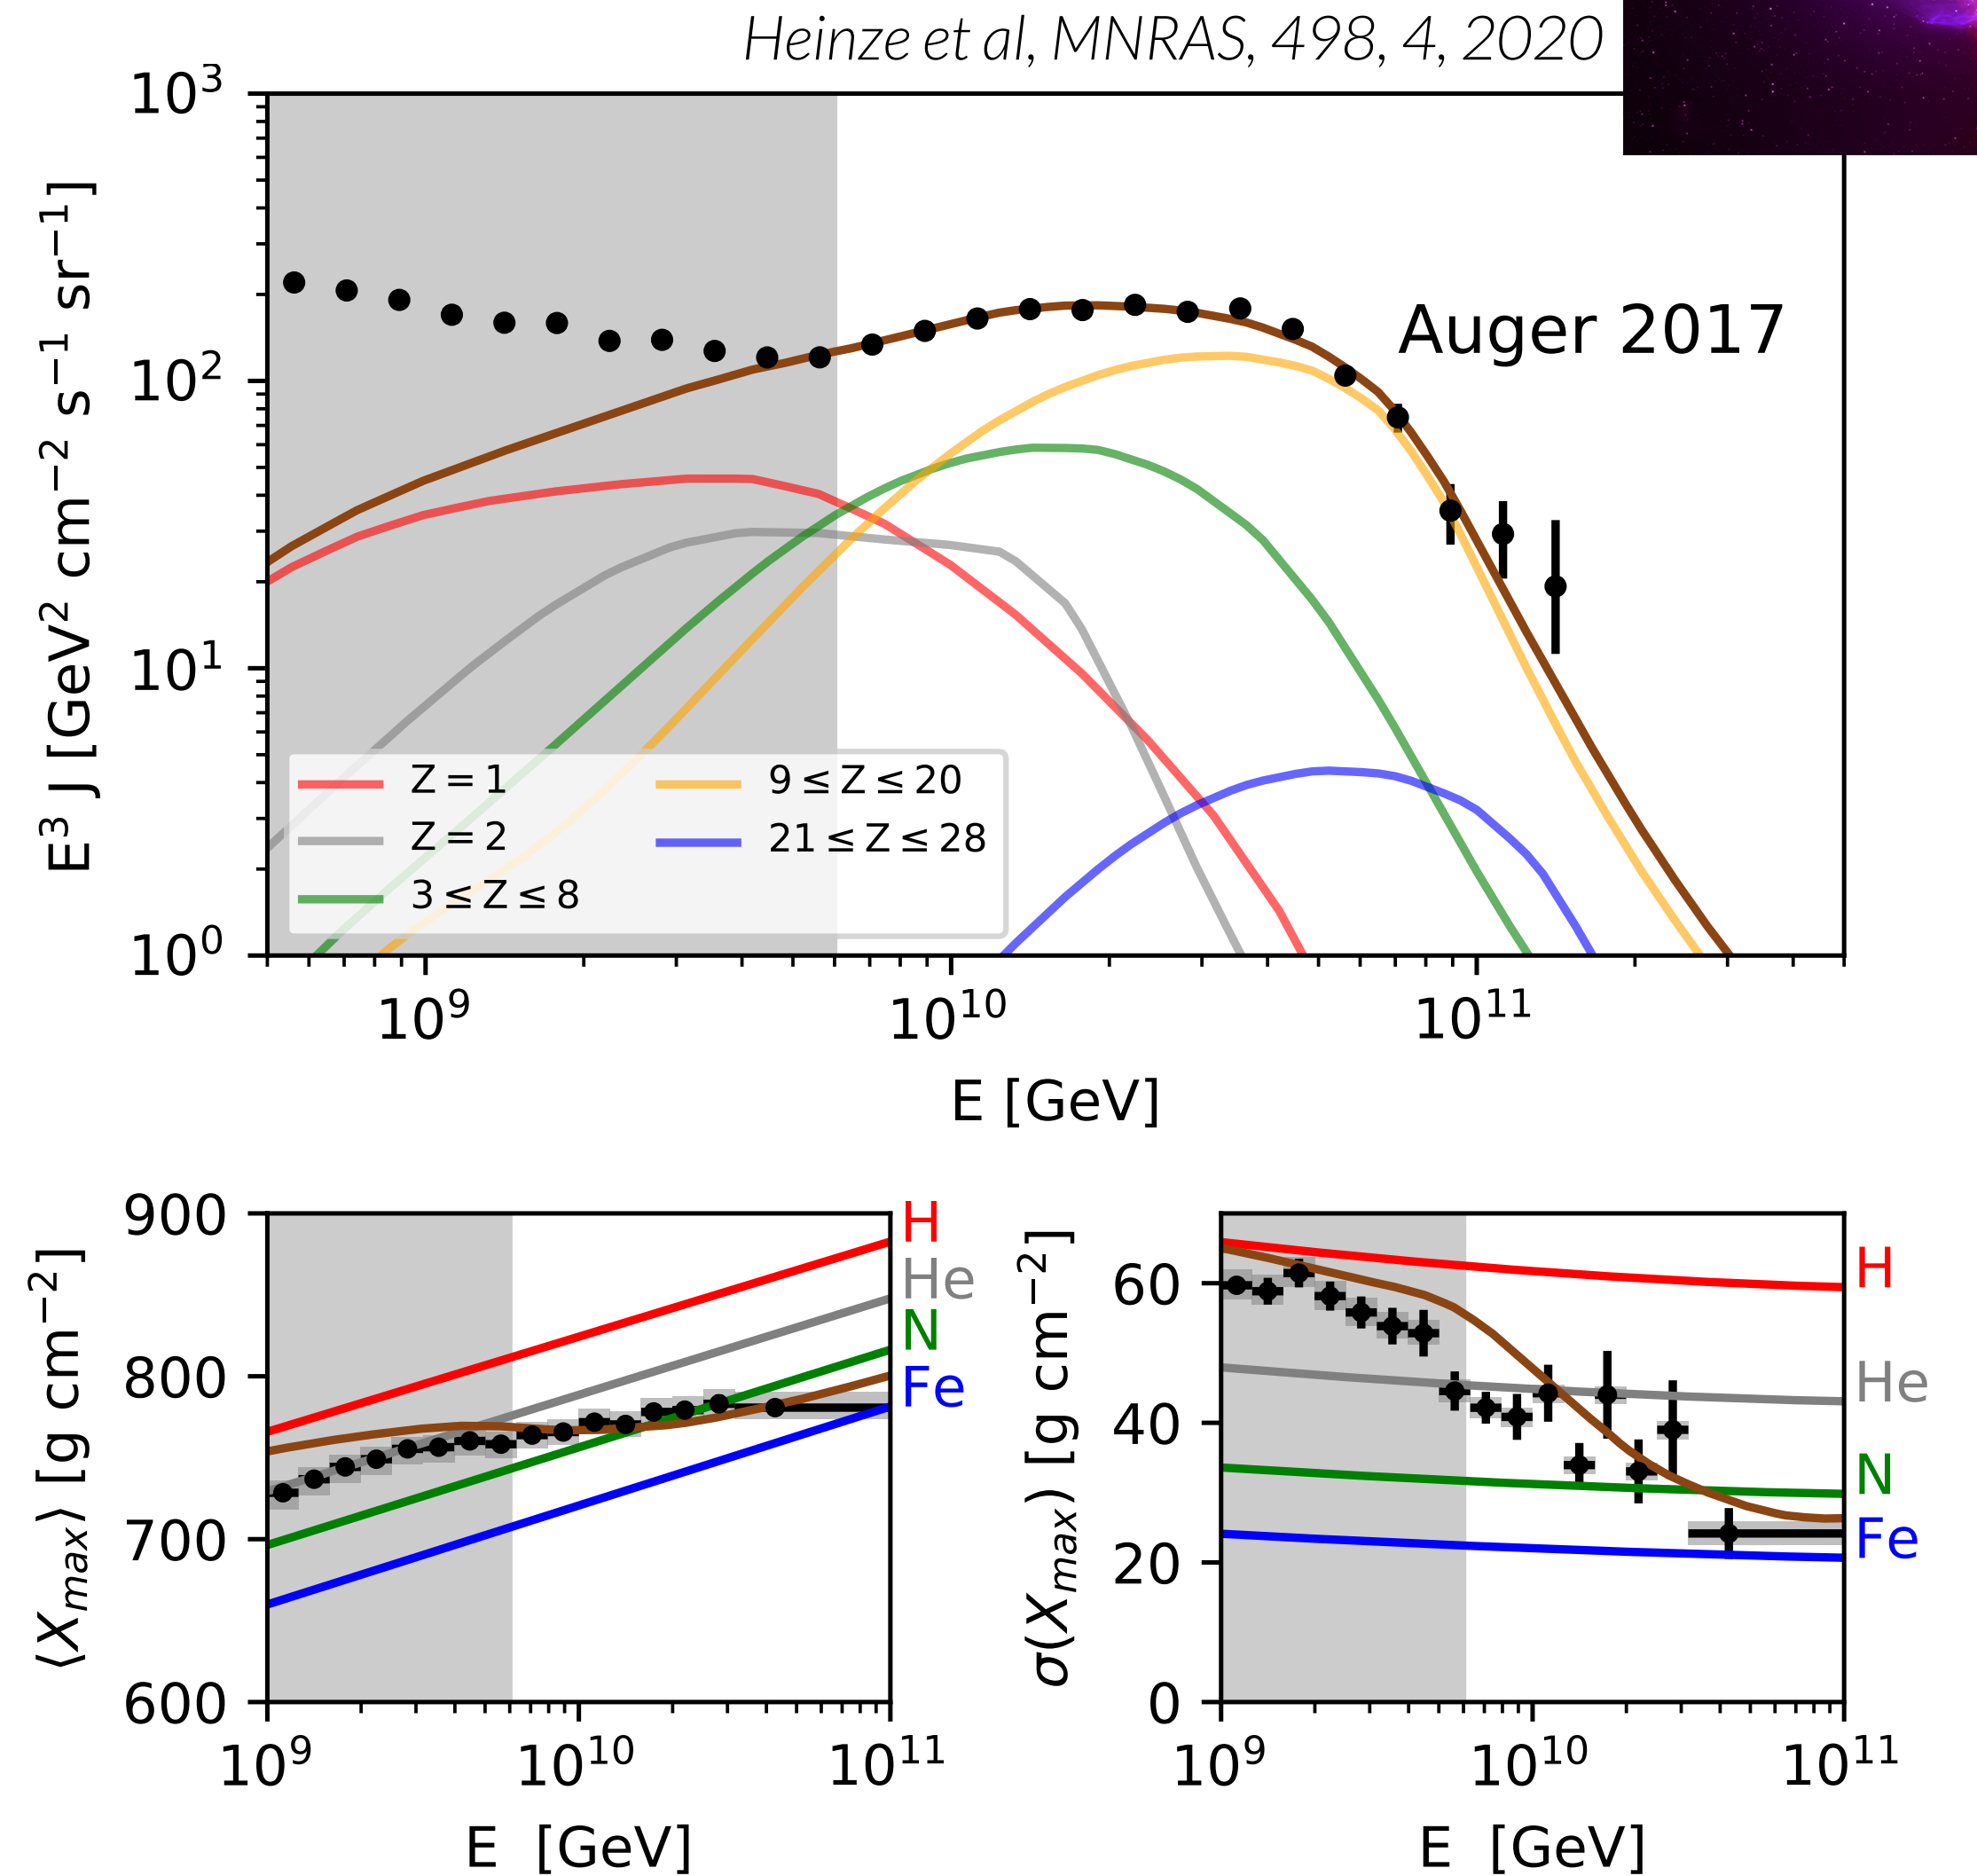 Heinze et al, MNRAS, 498, 4, 2020
10³
10²
10¹
10⁰
E³ J [GeV² cm⁻² s⁻¹ sr⁻¹]
Auger 2017
Z = 1
Z = 2
3 ≤ Z ≤ 8
9 ≤ Z ≤ 20
21 ≤ Z ≤ 28
10⁹ 10¹⁰ 10¹¹
E [GeV]
900
800
700
600
⟨X_max⟩ [g cm⁻²]
H
He
N
Fe
10⁹ 10¹⁰ 10¹¹
E [GeV]
60
40
20
0
σ(X_max) [g cm⁻²]
H
He
N
Fe
10⁹ 10¹⁰ 10¹¹
E [GeV]